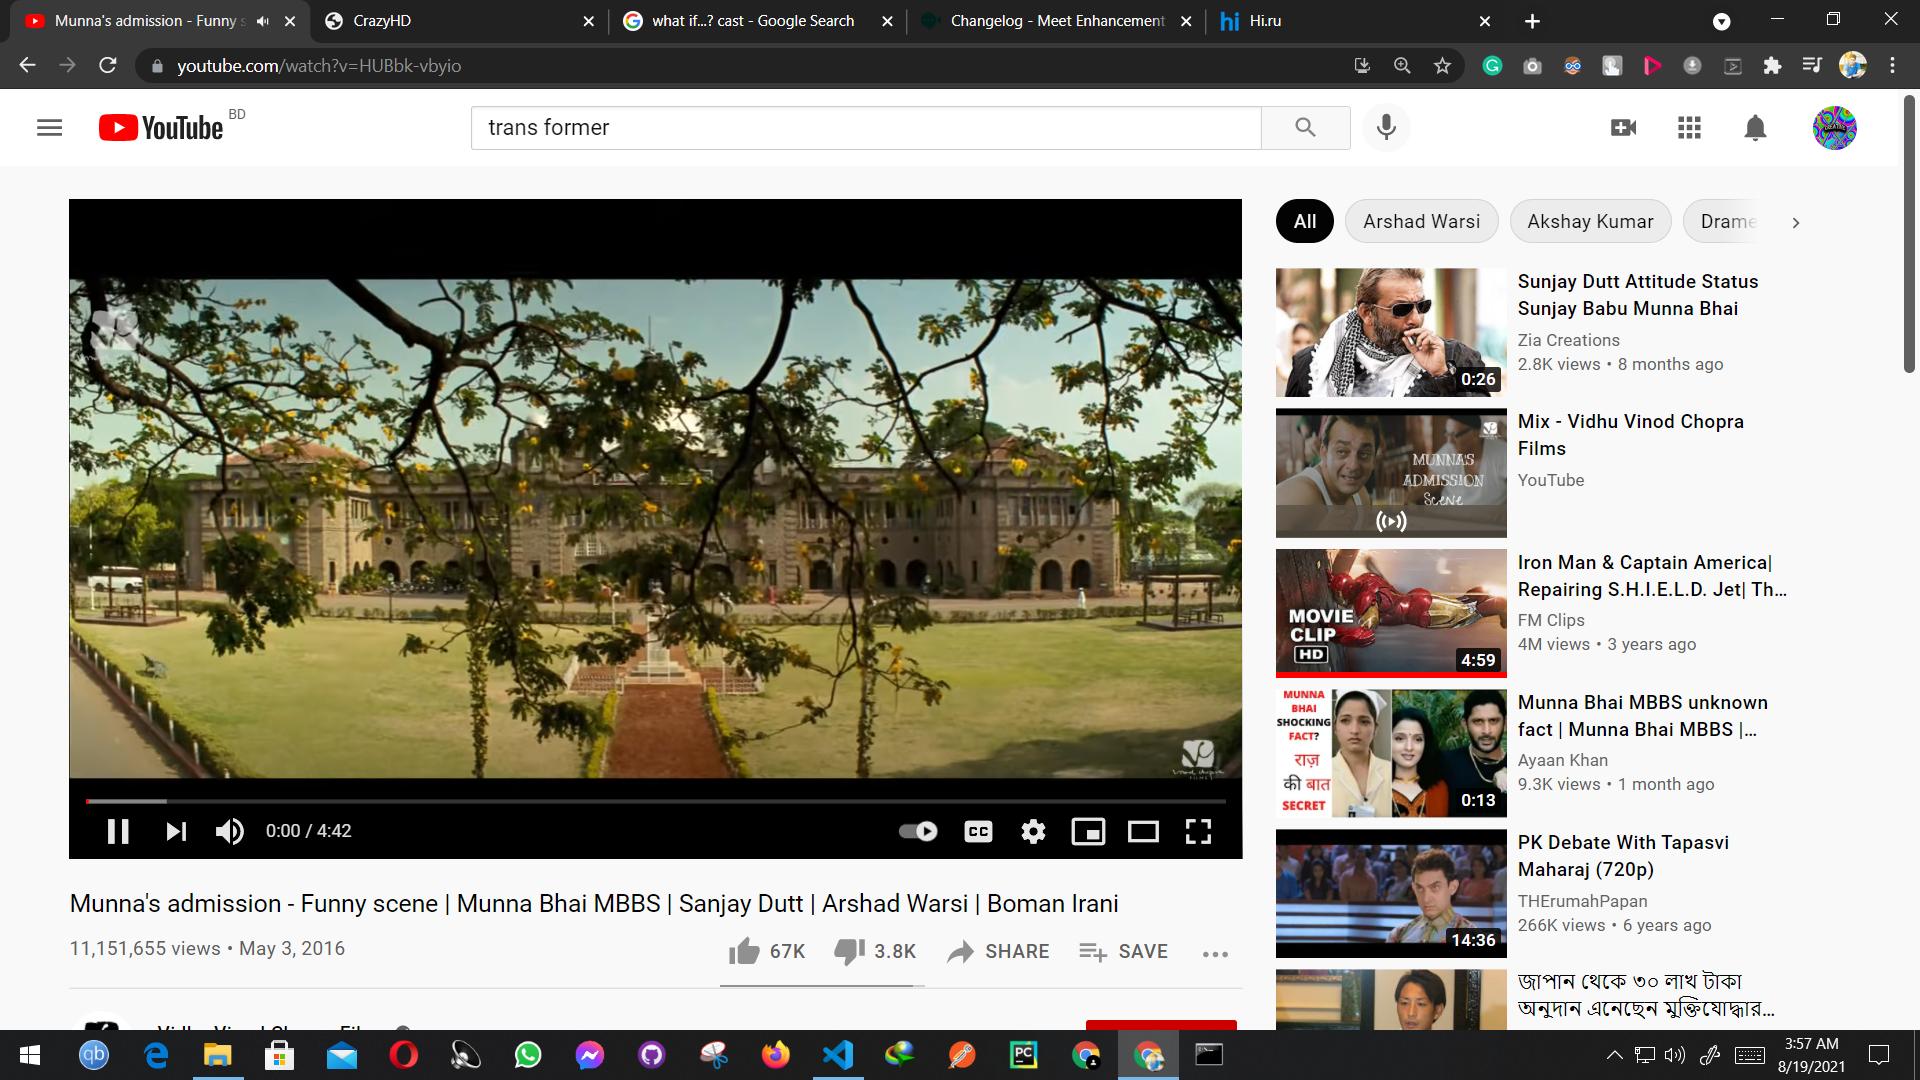 Munna's admission - Funny s
CrazyHD
what if...? cast - Google Search
Changelog - Meet Enhancement
Hi.ru
youtube.com/watch?v=HUBbk-vbyio
YouTube BD
trans former
All
Arshad Warsi
Akshay Kumar
Drame
Sunjay Dutt Attitude Status
Sunjay Babu Munna Bhai
Zia Creations
2.8K views • 8 months ago
0:26
MUNNA'S
ADMISSION
Scene
Mix - Vidhu Vinod Chopra
Films
YouTube
MOVIE
CLIP
HD
4:59
Iron Man & Captain America|
Repairing S.H.I.E.L.D. Jet| Th...
FM Clips
4M views • 3 years ago
MUNNA
BHAI
SHOCKING
FACT?
राज़
की बात
SECRET
0:13
Munna Bhai MBBS unknown
fact | Munna Bhai MBBS |...
Ayaan Khan
9.3K views • 1 month ago
14:36
PK Debate With Tapasvi
Maharaj (720p)
THErumahPapan
266K views • 6 years ago
জাপান থেকে ৩০ লাখ টাকা
অনুদান এনেছেন মুক্তিযোদ্ধার...
0:00 / 4:42
CC
Munna's admission - Funny scene | Munna Bhai MBBS | Sanjay Dutt | Arshad Warsi | Boman Irani
11,151,655 views • May 3, 2016
67K
3.8K
SHARE
SAVE
qb
PC
3:57 AM
8/19/2021